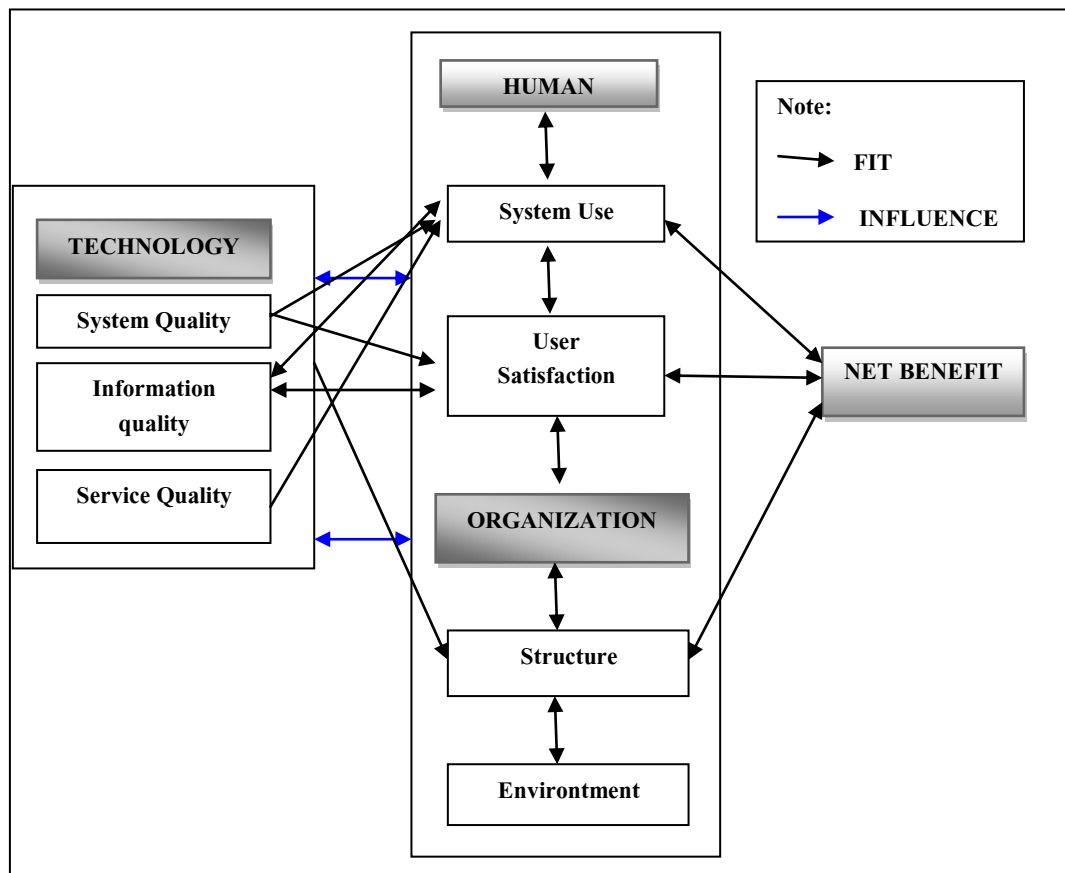 HUMAN
Note:
FIT
INFLUENCE
System Use
TECHNOLOGY
System Quality
User
Satisfaction
Information
quality
NET BENEFIT
Service Quality
ORGANIZATION
Structure
Environtment